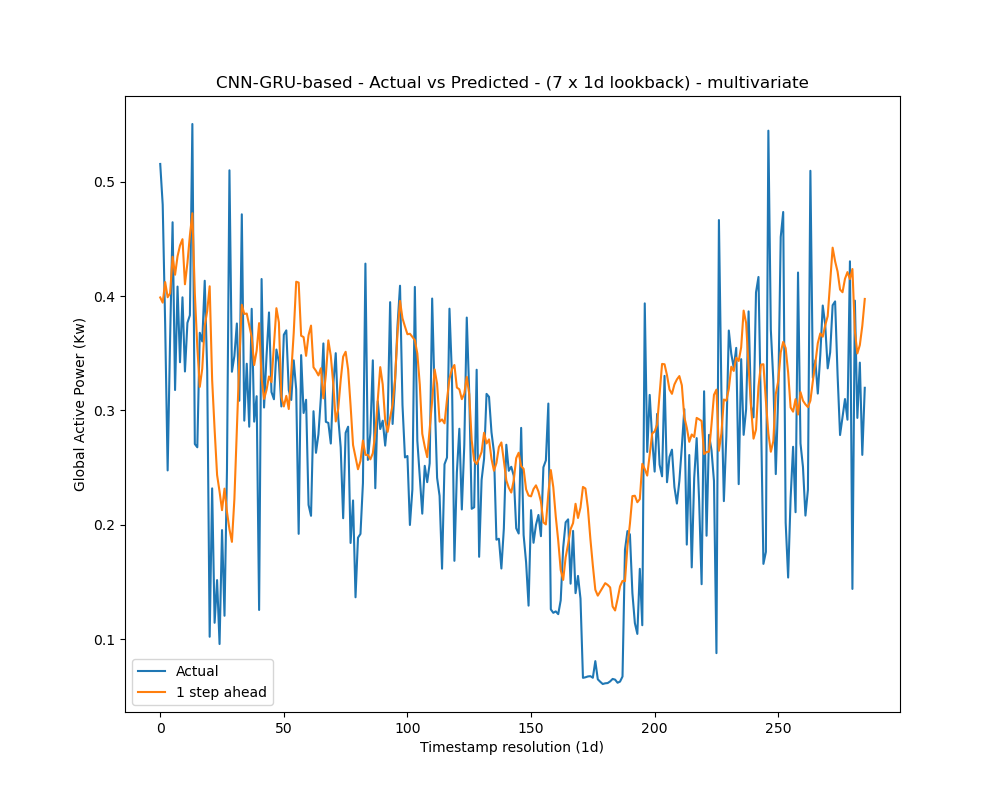 CNN-GRU-based - Actual vs Predicted - (7 x 1d lookback) - multivariate
Global Active Power (Kw)
0.5
0.4
0.3
0.2
0.1
Actual
1 step ahead
0 50 100 150 200 250
Timestamp resolution (1d)